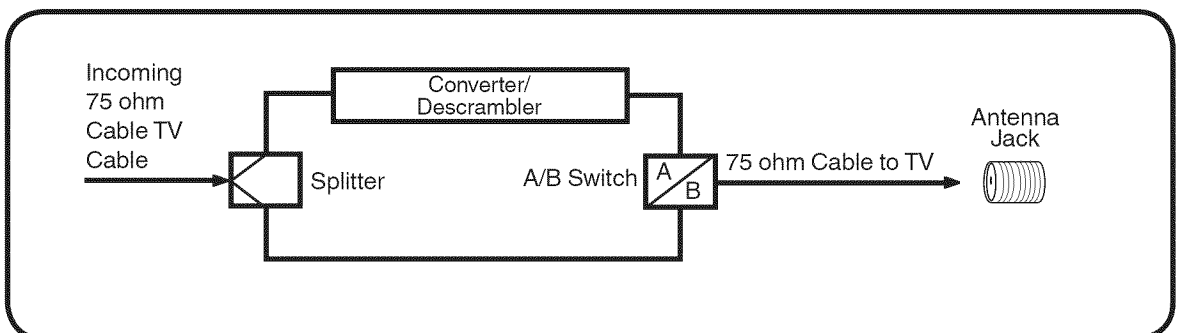 Incoming
75 ohm
Cable TV
Cable
Converter/
Descrambler
Splitter
A/B Switch
A
B
75 ohm Cable to TV
Antenna
Jack